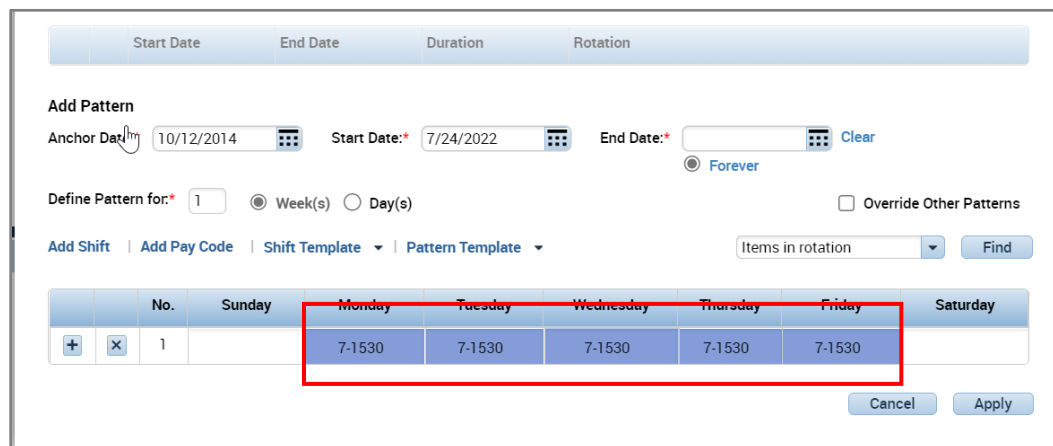 Start Date End Date Duration Rotation
Add Pattern
Anchor Date:* 10/12/2014 Start Date:* 7/24/2022 End Date:* Clear
Forever
Define Pattern for:* 1 Week(s) Day(s) Override Other Patterns
Add Shift | Add Pay Code | Shift Template Pattern Template Items in rotation Find
No. Sunday Monday Tuesday Wednesday Thursday Friday Saturday
1 7-1530 7-1530 7-1530 7-1530 7-1530
Cancel Apply